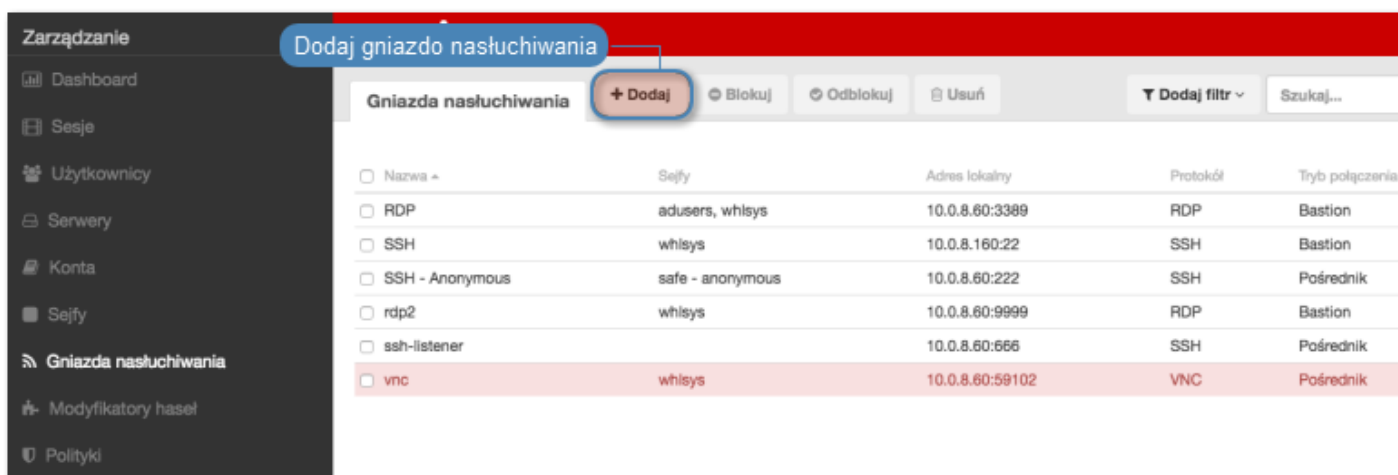 Zarządzanie
Dodaj gniazdo nasłuchiwania
Dashboard
Sesje
Użytkownicy
Serwery
Konta
Sejfy
Gniazda nasłuchiwania
Modyfikatory haseł
Polityki
Gniazda nasłuchiwania + Dodaj Blokuj Odblokuj Usuń Dodaj filtr Szukaj...
Nazwa Sejfy Adres lokalny Protokół Tryb połączenia
RDP adusers, whlsys 10.0.8.60:3389 RDP Bastion
SSH whlsys 10.0.8.160:22 SSH Bastion
SSH - Anonymous safe - anonymous 10.0.8.60:222 SSH Pośrednik
rdp2 whlsys 10.0.8.60:9999 RDP Bastion
ssh-listener 10.0.8.60:666 SSH Pośrednik
vnc whlsys 10.0.8.60:59102 VNC Pośrednik